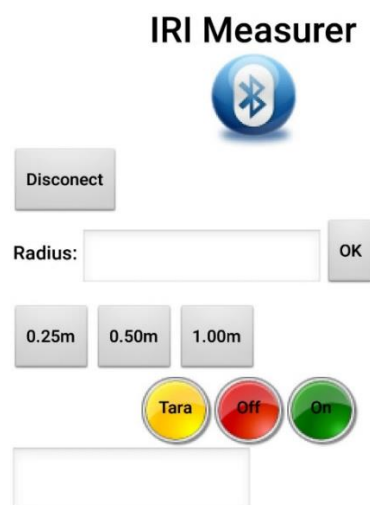 IRI Measurer
Disconect
Radius: OK
0.25m 0.50m 1.00m
Tara Off On